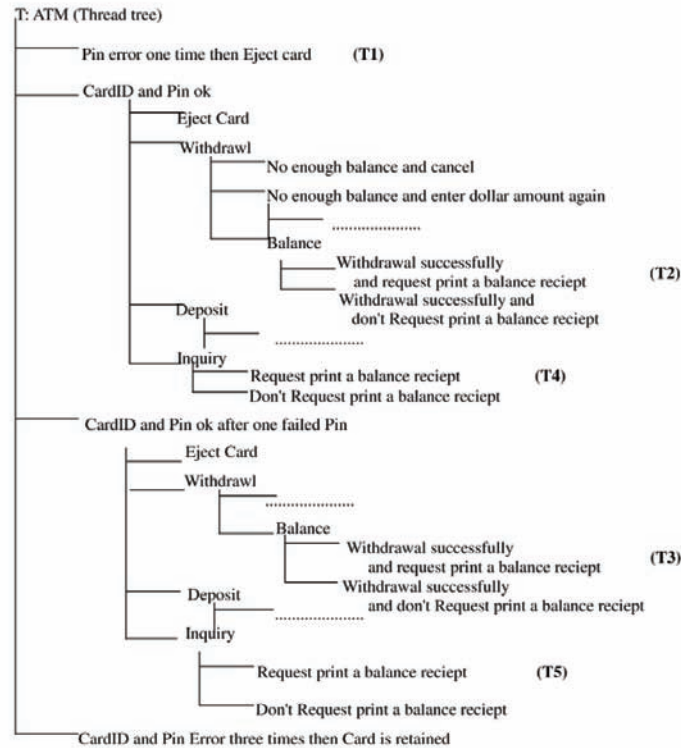 T: ATM (Thread tree)
Pin error one time then Eject card (T1)
CardID and Pin ok
Eject Card
Withdrawl
No enough balance and cancel
No enough balance and enter dollar amount again
....................
Balance
Withdrawal successfully
and request print a balance reciept (T2)
Withdrawal successfully and
don't Request print a balance reciept
Deposit
....................
Inquiry
Request print a balance reciept (T4)
Don't Request print a balance reciept
CardID and Pin ok after one failed Pin
Eject Card
Withdrawl
....................
Balance
Withdrawal successfully
and request print a balance reciept (T3)
Withdrawal successfully
and don't Request print a balance reciept
Deposit
....................
Inquiry
Request print a balance reciept (T5)
Don't Request print a balance reciept
CardID and Pin Error three times then Card is retained